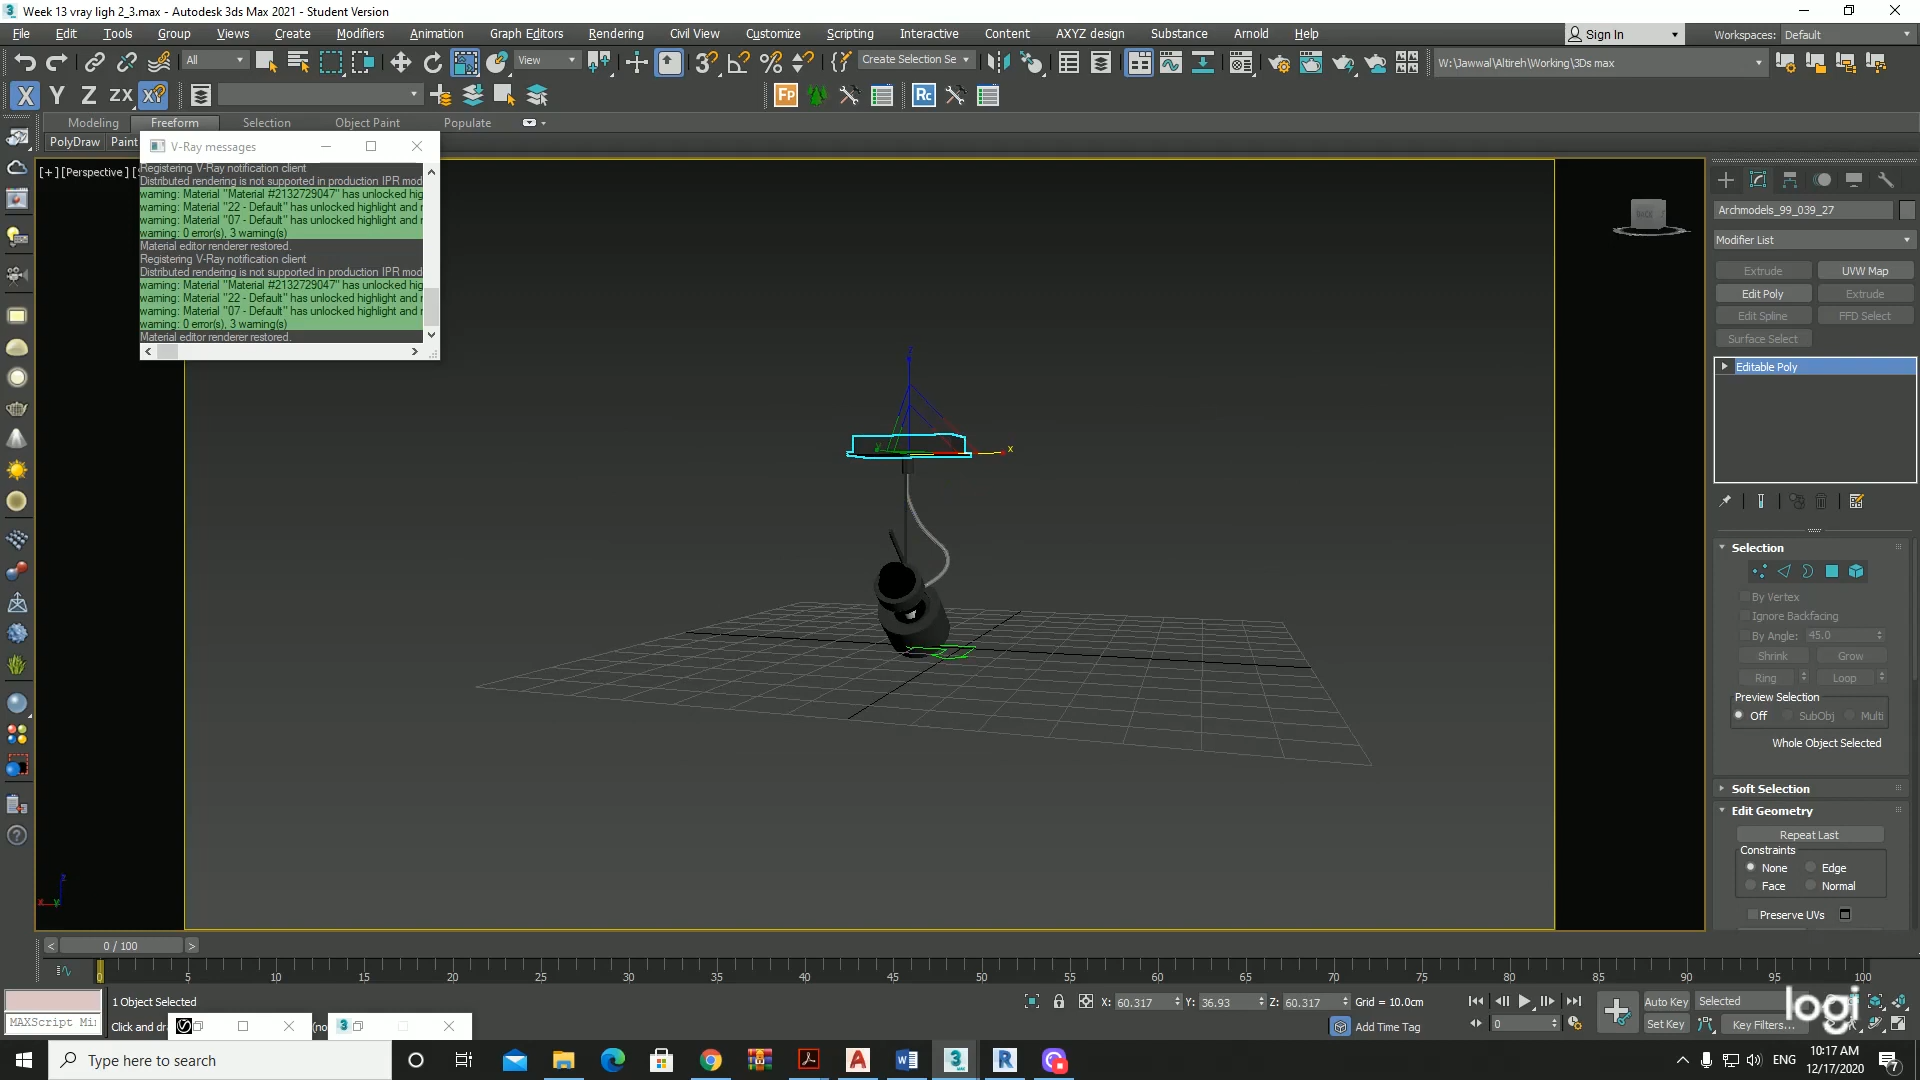 Week 13 vray ligh 2_3.max - Autodesk 3ds Max 2021 - Student Version
File Edit Tools Group Views Create Modifiers Animation Graph Editors Rendering Civil View Customize Scripting Interactive Content AXYZ design Substance Arnold Help
Sign In
Workspaces: Default
All
View
Create Selection Se
W:\Jawwal\Altireh\Working\3Ds max
X Y Z ZX XY
Fp
Rc
Modeling Freeform Selection Object Paint Populate
PolyDraw Paint
V-Ray messages
Registering V-Ray notification client
Distributed rendering is not supported in production IPR mod
warning: Material "Material #2132729047" has unlocked hig
warning: Material "22 - Default" has unlocked highlight and r
warning: Material "07 - Default" has unlocked highlight and r
warning: 0 error(s), 3 warning(s)
Material editor renderer restored.
Registering V-Ray notification client
Distributed rendering is not supported in production IPR mod
warning: Material "Material #2132729047" has unlocked hig
warning: Material "22 - Default" has unlocked highlight and r
warning: Material "07 - Default" has unlocked highlight and r
warning: 0 error(s), 3 warning(s)
Material editor renderer restored.
[+] [Perspective ]
z
x
y
Archmodels_99_039_27
Modifier List
Extrude UVW Map
Edit Poly Extrude
Edit Spline FFD Select
Surface Select
Editable Poly
Selection
By Vertex
Ignore Backfacing
By Angle: 45.0
Shrink Grow
Ring Loop
Preview Selection
Off SubObj Multi
Whole Object Selected
Soft Selection
Edit Geometry
Repeat Last
Constraints
None Edge
Face Normal
Preserve UVs
z
x y
< 0 / 100 >
0 5 10 15 20 25 30 35 40 45 50 55 60 65 70 75 80 85 90 95 100
1 Object Selected
X: 60.317 Y: 36.93 Z: 60.317 Grid = 10.0cm
Auto Key Selected
MAXScript Mi
Click and dr
Add Time Tag
0
Set Key Key Filters...
logi
Type here to search
ENG
10:17 AM
12/17/2020
7